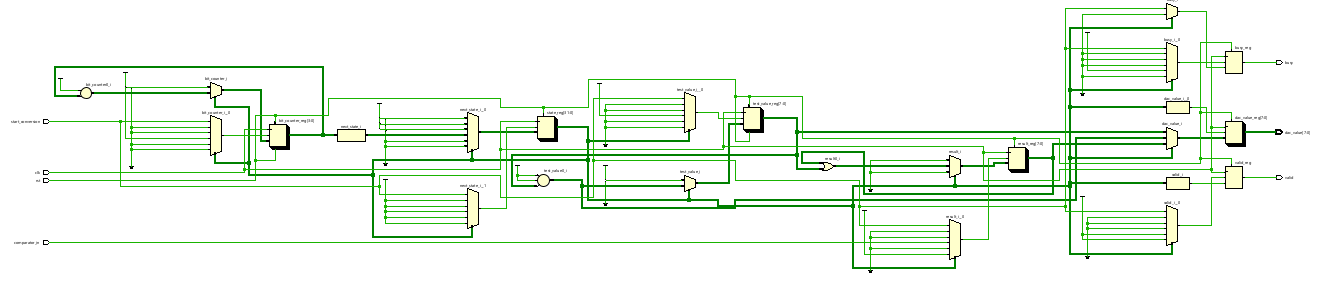 busy_i
busy_i__0
busy_reg
busy
bit_counter0_i
bit_counter_i
bit_counter_i__0
bit_counter_reg[3:0]
start_conversion
clk
rst
comparator_in
next_state_i
next_state_i__0
next_state_i__1
state_reg[31:0]
test_value0_i
test_value_i__0
test_value_i
test_value_reg[7:0]
result0_i
result_i
result_i__0
result_reg[7:0]
dac_value_i__0
dac_value_i
dac_value_reg[7:0]
dac_value[7:0]
valid_i
valid_i__0
valid_reg
valid